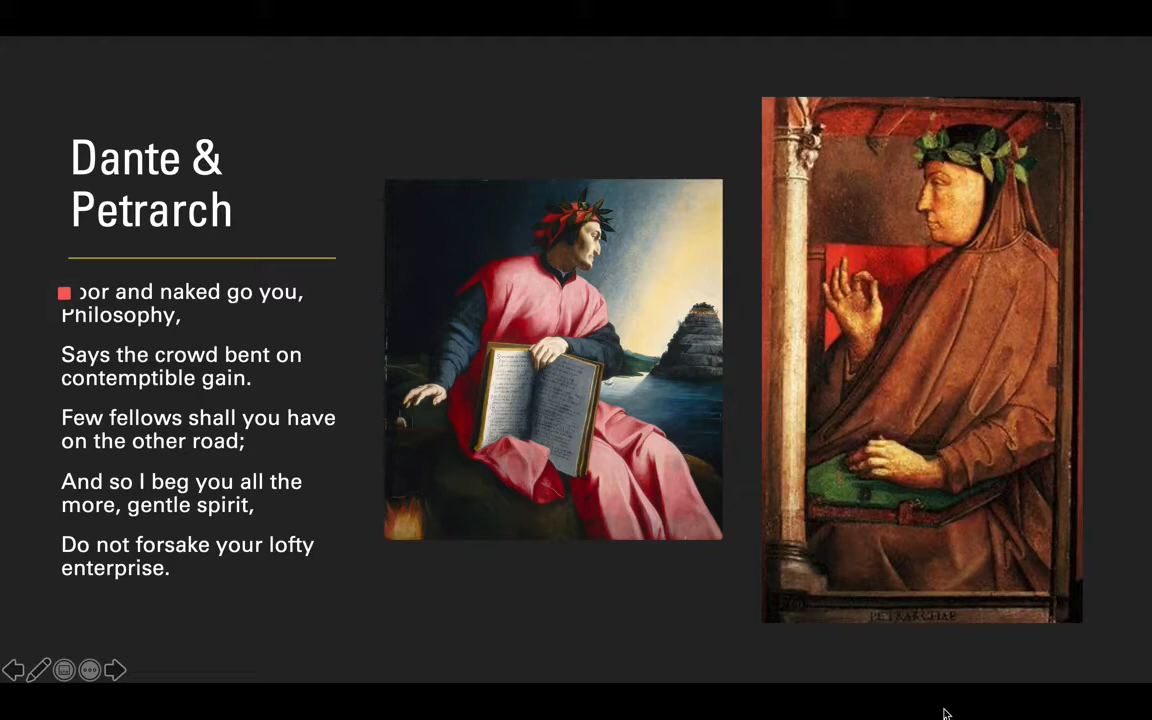 Dante &
Petrarch
oor and naked go you,
Philosophy,
Says the crowd bent on
contemptible gain.
Few fellows shall you have
on the other road;
And so I beg you all the
more, gentle spirit,
Do not forsake your lofty
enterprise.